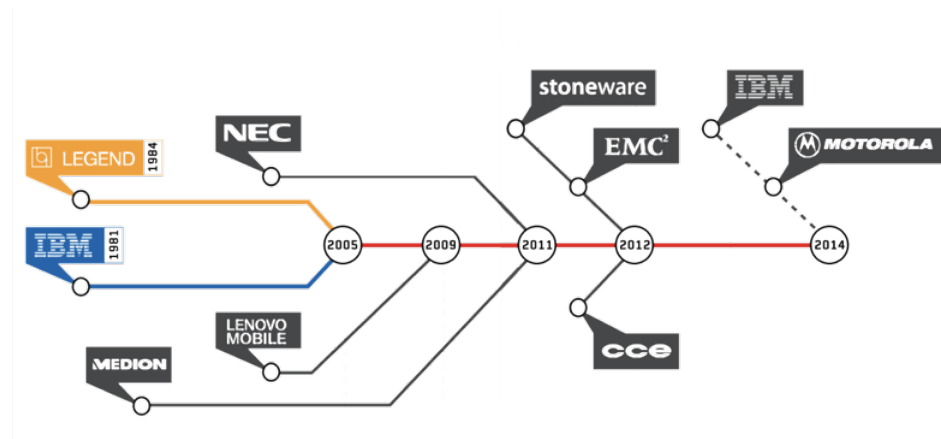 stoneware
IBM
NEC
EMC²
MOTOROLA
LEGEND 1984
IBM 1981
2005
2009
2011
2012
2014
LENOVO
MOBILE
MEDION
cce